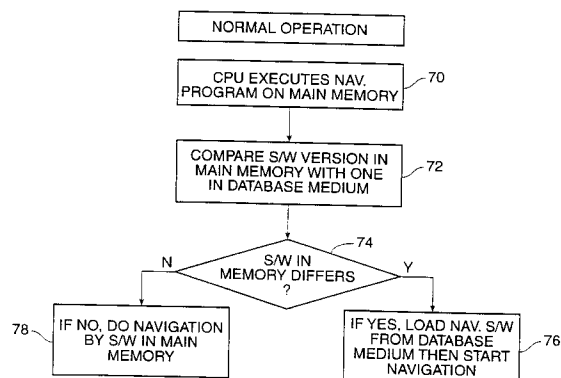 NORMAL OPERATION
CPU EXECUTES NAV.
PROGRAM ON MAIN MEMORY
70
COMPARE S/W VERSION IN
MAIN MEMORY WITH ONE
IN DATABASE MEDIUM
72
74
S/W IN
MEMORY DIFFERS
?
N
Y
78
IF NO, DO NAVIGATION
BY S/W IN MAIN
MEMORY
IF YES, LOAD NAV. S/W
FROM DATABASE
MEDIUM THEN START
NAVIGATION
76